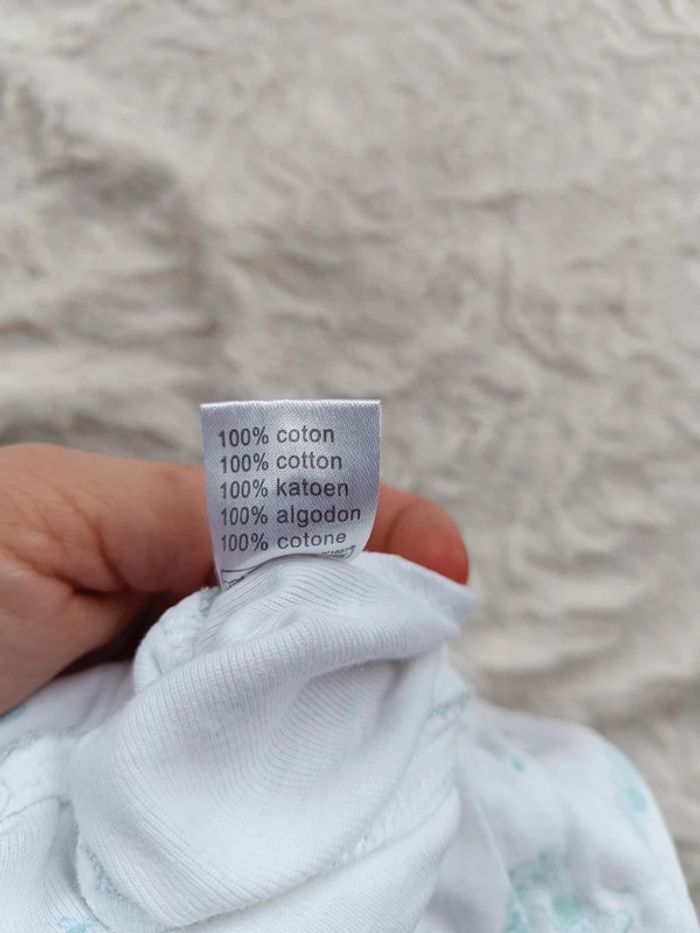 100% coton
100% cotton
100% katoen
100% algodon
100% cotone